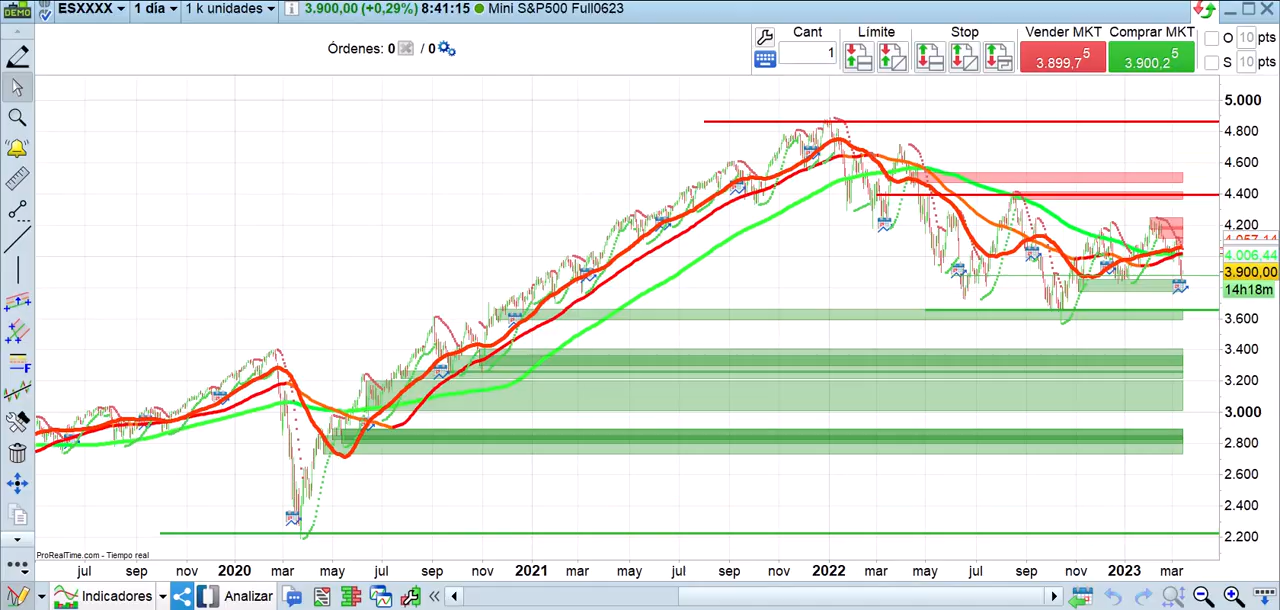 DEMO ESXXXX 1 día 1 k unidades 3.900,00 (+0,29%) 8:41:15 Mini S&P500 Full0623
Órdenes: 0 / 0
Cant Límite Stop Vender MKT Comprar MKT
1 3.899,7⁵ 3.900,2⁵
O 10 pts
S 10 pts
5.000
4.800
4.600
4.400
4.200
4.006,44
3.900,00
14h18m
3.600
3.400
3.200
3.000
2.800
2.600
2.400
2.200
ProRealTime.com - Tiempo real
jul sep nov 2020 mar may jul sep nov 2021 mar may jul sep nov 2022 mar may jul sep nov 2023 mar
Indicadores Analizar